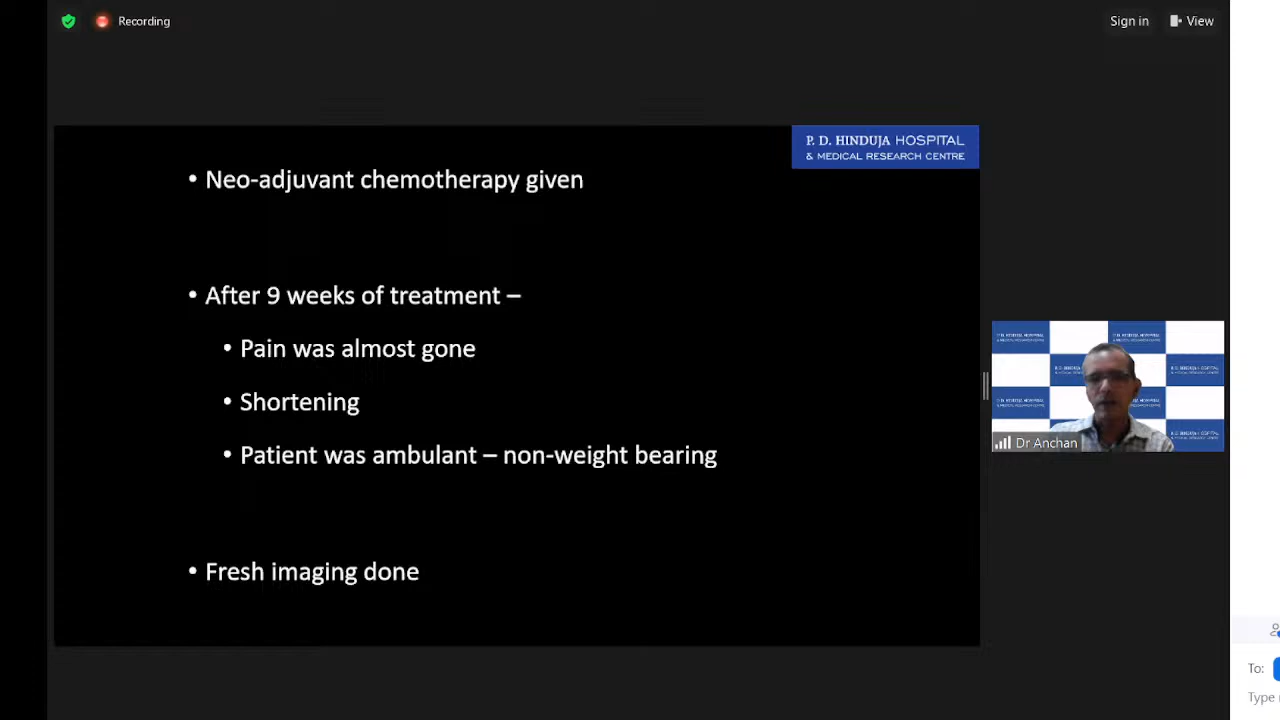 Recording
Sign in
View
P. D. HINDUJA HOSPITAL
& MEDICAL RESEARCH CENTRE
• Neo-adjuvant chemotherapy given
• After 9 weeks of treatment –
• Pain was almost gone
• Shortening
• Patient was ambulant – non-weight bearing
• Fresh imaging done
Dr Anchan
To:
Type